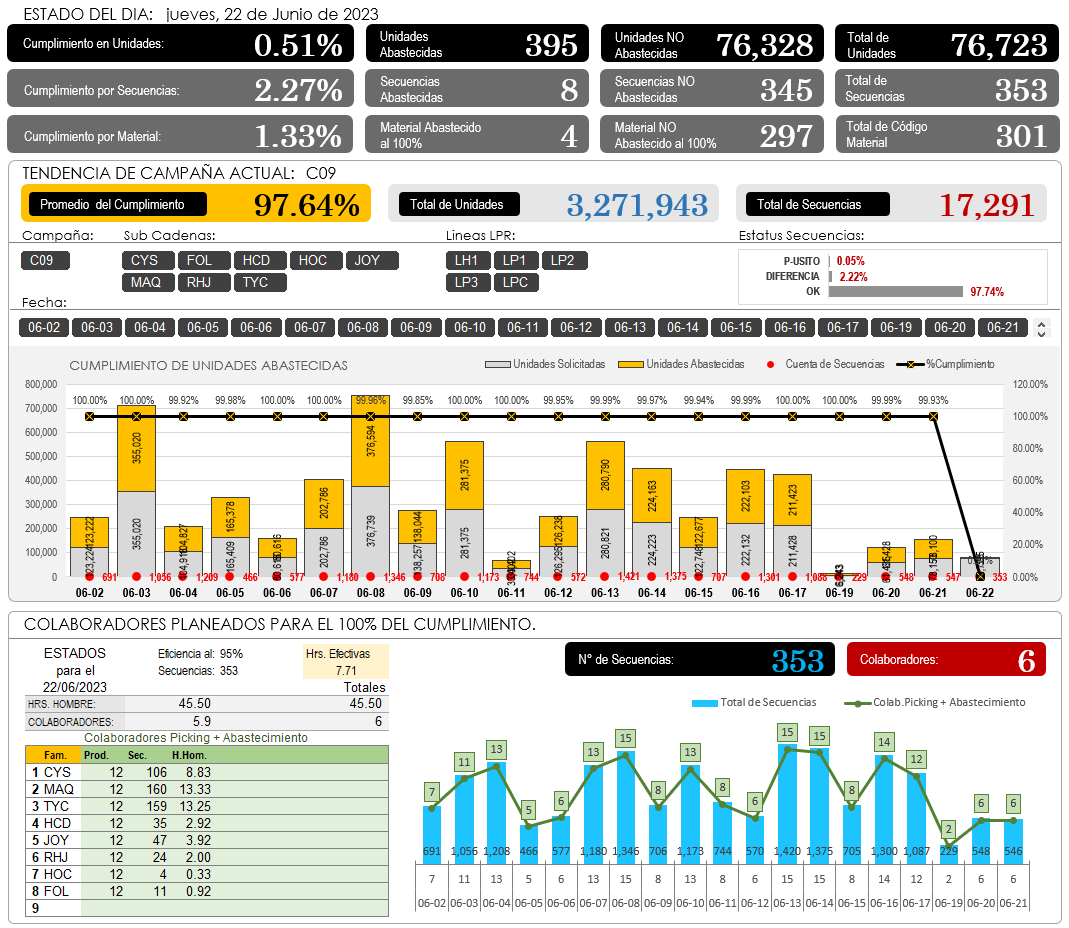 ESTADO DEL DIA: jueves, 22 de Junio de 2023
Cumplimiento en Unidades: 0.51%
Unidades Abastecidas 395
Unidades NO Abastecidas 76,328
Total de Unidades 76,723
Cumplimiento por Secuencias: 2.27%
Secuencias Abastecidas 8
Secuencias NO Abastecidas 345
Total de Secuencias 353
Cumplimiento por Material: 1.33%
Material Abastecido al 100% 4
Material NO Abastecido al 100% 297
Total de Código Material 301
TENDENCIA DE CAMPAÑA ACTUAL: C09
Promedio del Cumplimiento 97.64%
Total de Unidades 3,271,943
Total de Secuencias 17,291
Campaña: Sub Cadenas: Lineas LPR: Estatus Secuencias:
C09 CYS FOL HCD HOC JOY LH1 LP1 LP2
MAQ RHJ TYC LP3 LPC
P-USITO 0.05%
DIFERENCIA 2.22%
OK 97.74%
Fecha:
06-02 06-03 06-04 06-05 06-06 06-07 06-08 06-09 06-10 06-11 06-12 06-13 06-14 06-15 06-16 06-17 06-19 06-20 06-21
CUMPLIMIENTO DE UNIDADES ABASTECIDAS
Unidades Solicitadas Unidades Abastecidas Cuenta de Secuencias %Cumplimiento
800,000 700,000 600,000 500,000 400,000 300,000 200,000 100,000 0
120.00% 100.00% 80.00% 60.00% 40.00% 20.00% 0.00%
100.00% 100.00% 99.92% 99.98% 100.00% 100.00% 99.96% 99.85% 100.00% 100.00% 99.95% 99.99% 99.97% 99.94% 99.99% 100.00% 100.00% 99.99% 99.93%
123,222 355,020 104,827 165,378 202,786 376,594 138,044 281,375 126,238 280,790 224,163 122,677 222,103 211,423
355,020 165,409 202,786 376,739 138,257 281,375 126,295 280,821 224,223 222,132 211,428
691 1,056 1,209 466 577 1,180 1,346 708 1,173 744 572 1,421 1,375 707 1,301 1,088 229 548 547 353
06-02 06-03 06-04 06-05 06-06 06-07 06-08 06-09 06-10 06-11 06-12 06-13 06-14 06-15 06-16 06-17 06-19 06-20 06-21 06-22
COLABORADORES PLANEADOS PARA EL 100% DEL CUMPLIMIENTO.
ESTADOS para el 22/06/2023
Eficiencia al: 95%
Secuencias: 353
Hrs. Efectivas
7.71
Totales
HRS. HOMBRE: 45.50 45.50
COLABORADORES: 5.9 6
Colaboradores Picking + Abastecimiento
Fam. Prod. Sec. H.Hom.
1 CYS 12 106 8.83
2 MAQ 12 160 13.33
3 TYC 12 159 13.25
4 HCD 12 35 2.92
5 JOY 12 47 3.92
6 RHJ 12 24 2.00
7 HOC 12 4 0.33
8 FOL 12 11 0.92
9
N° de Secuencias: 353
Colaboradores: 6
Total de Secuencias Colab.Picking + Abastecimiento
7 11 13 5 6 13 15 8 13 8 6 15 15 8 14 12 2 6 6
691 1,056 1,208 466 577 1,180 1,346 706 1,173 744 570 1,420 1,375 705 1,300 1,087 229 548 546
7 11 13 5 6 13 15 8 13 8 6 15 15 8 14 12 2 6 6
06-02 06-03 06-04 06-05 06-06 06-07 06-08 06-09 06-10 06-11 06-12 06-13 06-14 06-15 06-16 06-17 06-19 06-20 06-21